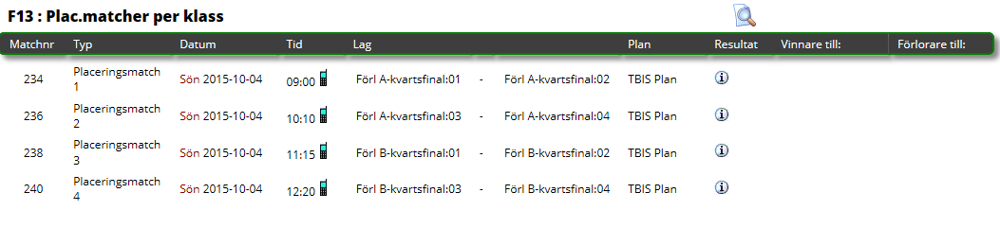 F13 : Plac.matcher per klass
Matchnr Typ Datum Tid Lag Plan Resultat Vinnare till: Förlorare till:
234 Placeringsmatch 1 Sön 2015-10-04 09:00 Förl A-kvartsfinal:01 - Förl A-kvartsfinal:02 TBIS Plan
236 Placeringsmatch 2 Sön 2015-10-04 10:10 Förl A-kvartsfinal:03 - Förl A-kvartsfinal:04 TBIS Plan
238 Placeringsmatch 3 Sön 2015-10-04 11:15 Förl B-kvartsfinal:01 - Förl B-kvartsfinal:02 TBIS Plan
240 Placeringsmatch 4 Sön 2015-10-04 12:20 Förl B-kvartsfinal:03 - Förl B-kvartsfinal:04 TBIS Plan